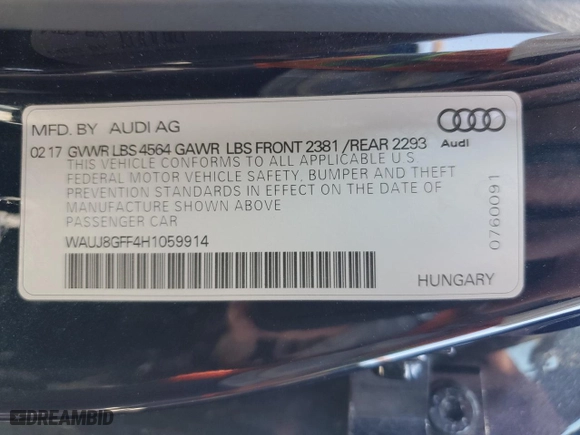 MFD. BY AUDI AG
02 17 GVWR LBS 4564 GAWR LBS FRONT 2381 / REAR 2293
Audi
THIS VEHICLE CONFORMS TO ALL APPLICABLE U.S
FEDERAL MOTOR VEHICLE SAFETY, BUMPER AND THEFT
PREVENTION STANDARDS IN EFFECT ON THE DATE OF
MANUFACTURE SHOWN ABOVE
PASSENGER CAR
WAUJ8GFF4H1059914
HUNGARY
0760091
DREAMBID